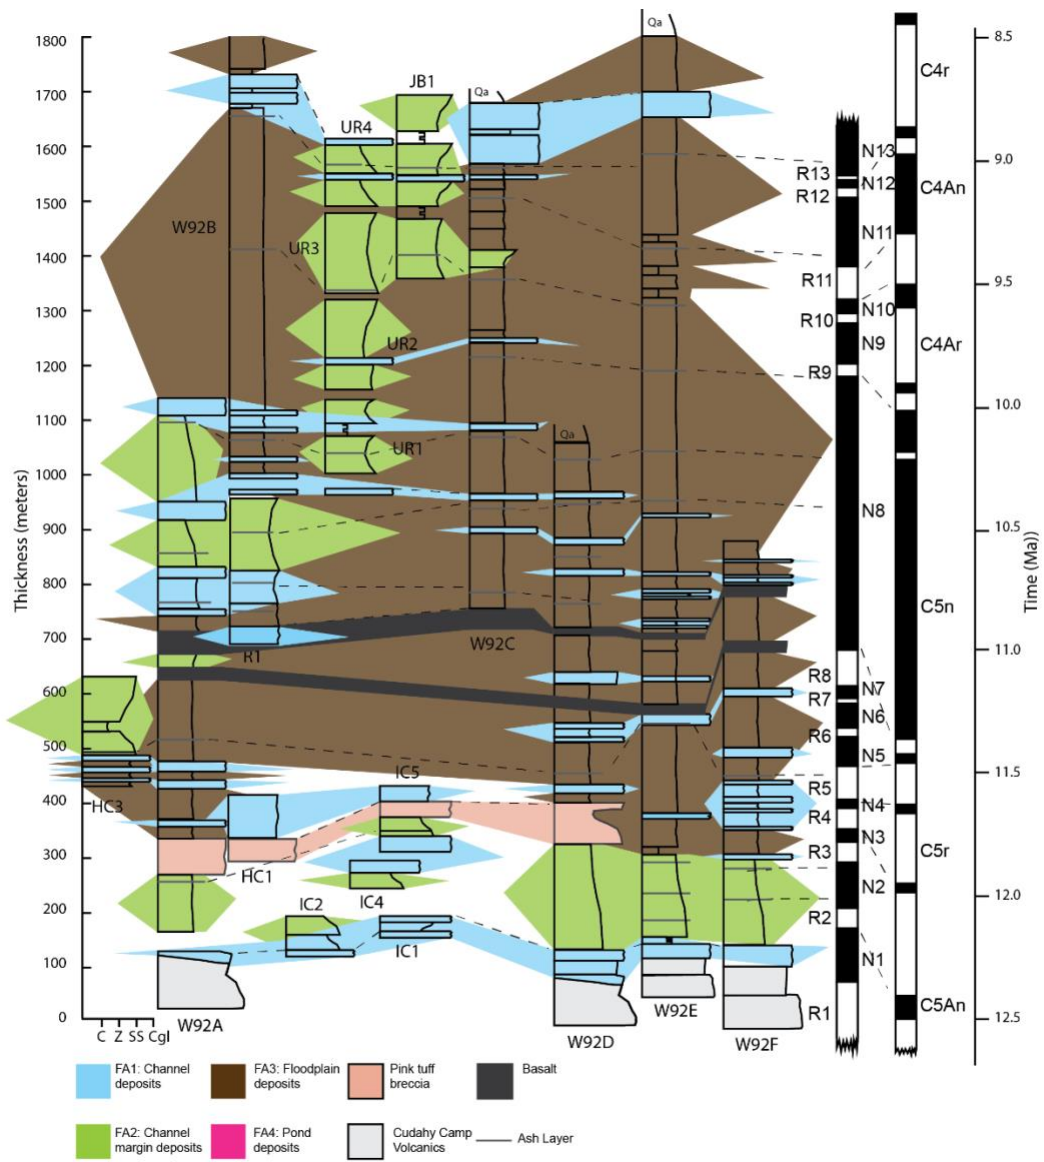 Thickness (meters)
1800
1700
1600
1500
1400
1300
1200
1100
1000
900
800
700
600
500
400
300
200
100
0
C Z SS Cgl
W92B
UR4
JB1
Qa
Qa
UR3
UR2
UR1
Qa
R1
W92C
HC3
HC1
IC5
IC4
IC2
IC1
W92A
W92D
W92E
W92F
R13
R12
R11
R10
R9
R8
R7
R6
R5
R4
R3
R2
R1
N13
N12
N11
N10
N9
N8
N7
N6
N5
N4
N3
N2
N1
C4r
C4An
C4Ar
C5n
C5r
C5An
8.5
9.0
9.5
10.0
10.5
11.0
11.5
12.0
12.5
Time (Ma))
FA1: Channel
deposits
FA3: Floodplain
deposits
Pink tuff
breccia
Basalt
FA2: Channel
margin deposits
FA4: Pond
deposits
Cudahy Camp
Volcanics
Ash Layer